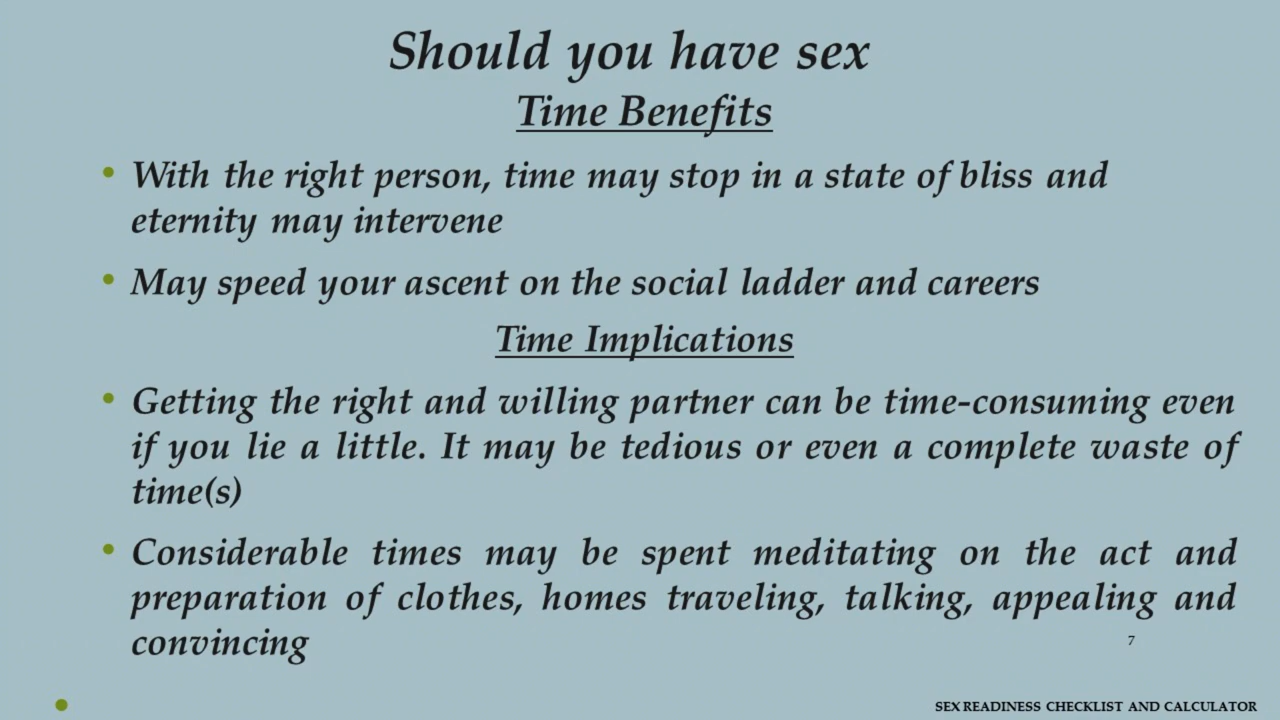 Should you have sex
Time Benefits
• With the right person, time may stop in a state of bliss and
eternity may intervene
• May speed your ascent on the social ladder and careers
Time Implications
• Getting the right and willing partner can be time-consuming even
if you lie a little. It may be tedious or even a complete waste of
time(s)
• Considerable times may be spent meditating on the act and
preparation of clothes, homes traveling, talking, appealing and
convincing
7
SEX READINESS CHECKLIST AND CALCULATOR